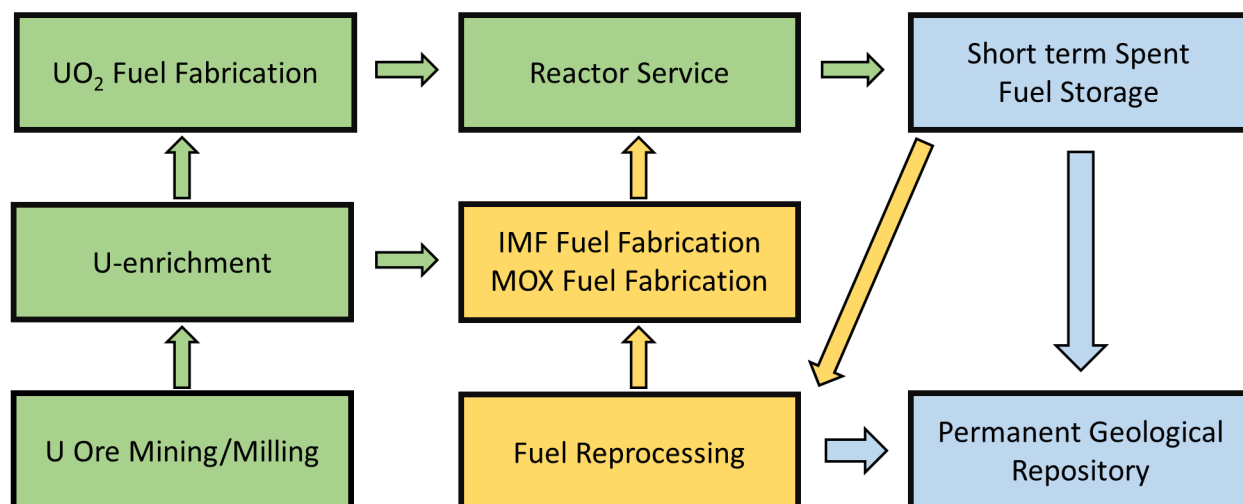 UO₂ Fuel Fabrication
Reactor Service
Short term Spent
Fuel Storage
U-enrichment
IMF Fuel Fabrication
MOX Fuel Fabrication
U Ore Mining/Milling
Fuel Reprocessing
Permanent Geological
Repository